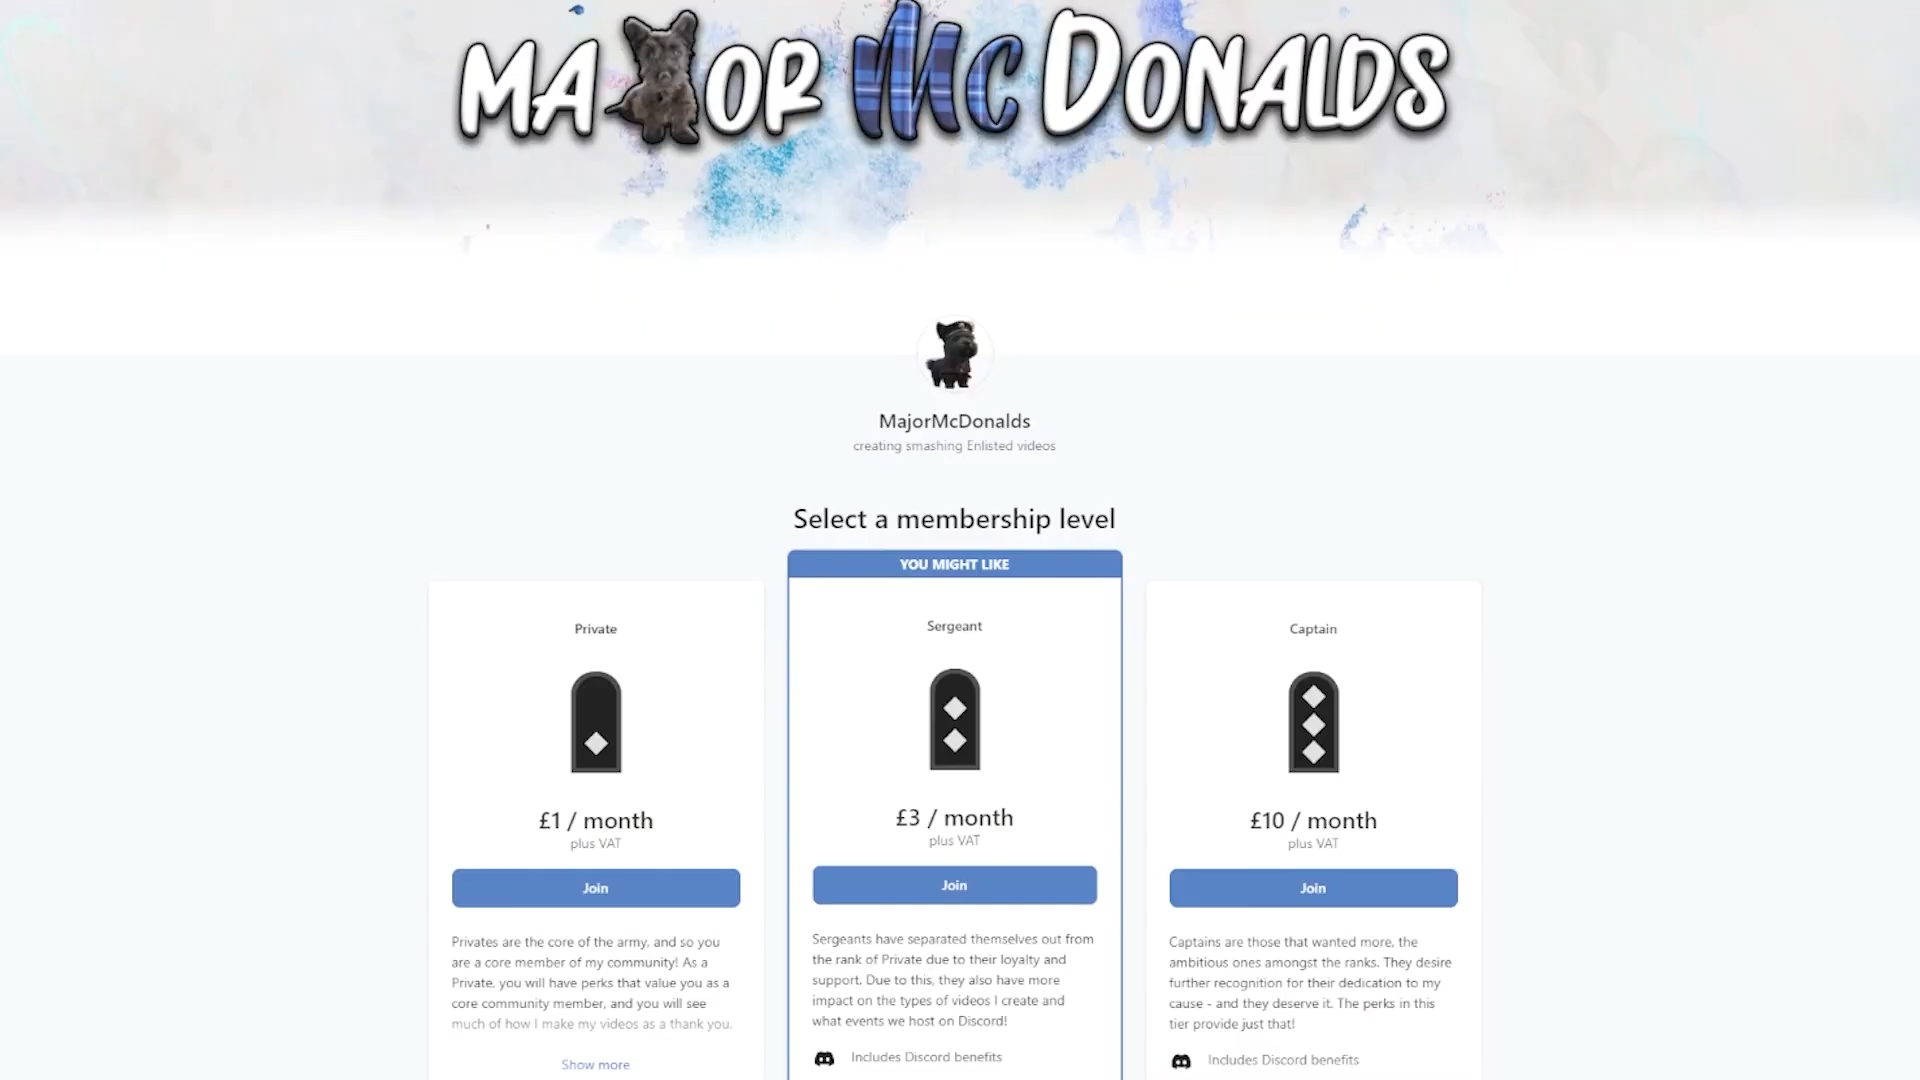 MAJOR MCDONALDS
MajorMcDonalds
creating smashing Enlisted videos
Select a membership level
YOU MIGHT LIKE
Private
£1 / month
plus VAT
Join
Privates are the core of the army, and so you
are a core member of my community! As a
Private, you will have perks that value you as a
core community member, and you will see
much of how I make my videos as a thank you.
Show more
Sergeant
£3 / month
plus VAT
Join
Sergeants have separated themselves out from
the rank of Private due to their loyalty and
support. Due to this, they also have more
impact on the types of videos I create and
what events we host on Discord!
Includes Discord benefits
Captain
£10 / month
plus VAT
Join
Captains are those that wanted more, the
ambitious ones amongst the ranks. They desire
further recognition for their dedication to my
cause - and they deserve it. The perks in this
tier provide just that!
Includes Discord benefits